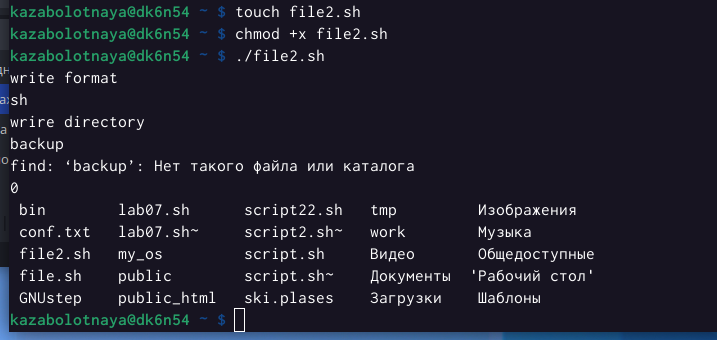 kazabolotnaya@dk6n54 ~ $ touch file2.sh
kazabolotnaya@dk6n54 ~ $ chmod +x file2.sh
kazabolotnaya@dk6n54 ~ $ ./file2.sh
write format
sh
wrire directory
backup
find: ‘backup’: Нет такого файла или каталога
0
bin lab07.sh script22.sh tmp Изображения
conf.txt lab07.sh~ script2.sh~ work Музыка
file2.sh my_os script.sh Видео Общедоступные
file.sh public script.sh~ Документы 'Рабочий стол'
GNUstep public_html ski.plases Загрузки Шаблоны
kazabolotnaya@dk6n54 ~ $